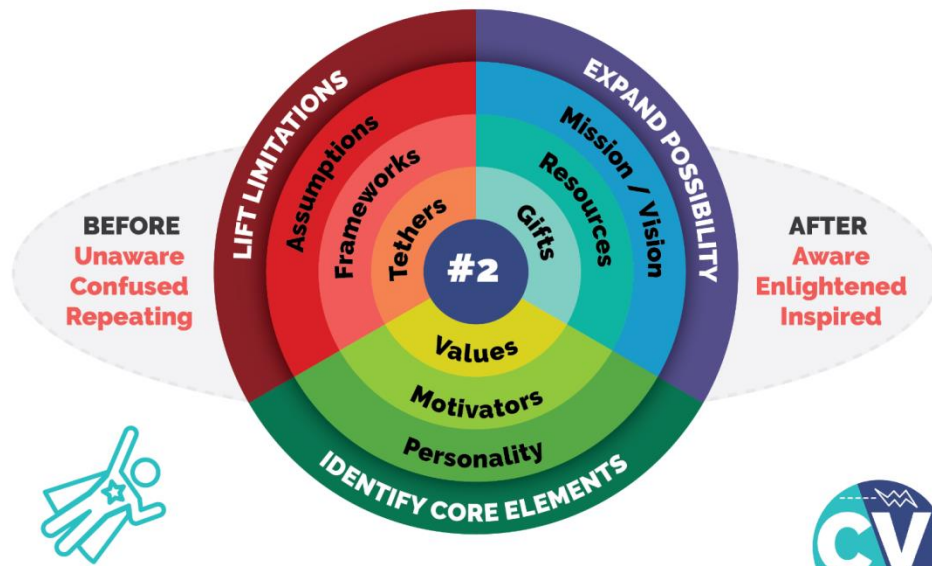 LIFT LIMITATIONS
EXPAND POSSIBILITY
Assumptions
Frameworks
Tethers
Mission / Vision
Resources
Gifts
BEFORE
Unaware
Confused
Repeating
#2
AFTER
Aware
Enlightened
Inspired
Values
Motivators
Personality
IDENTIFY CORE ELEMENTS
CV